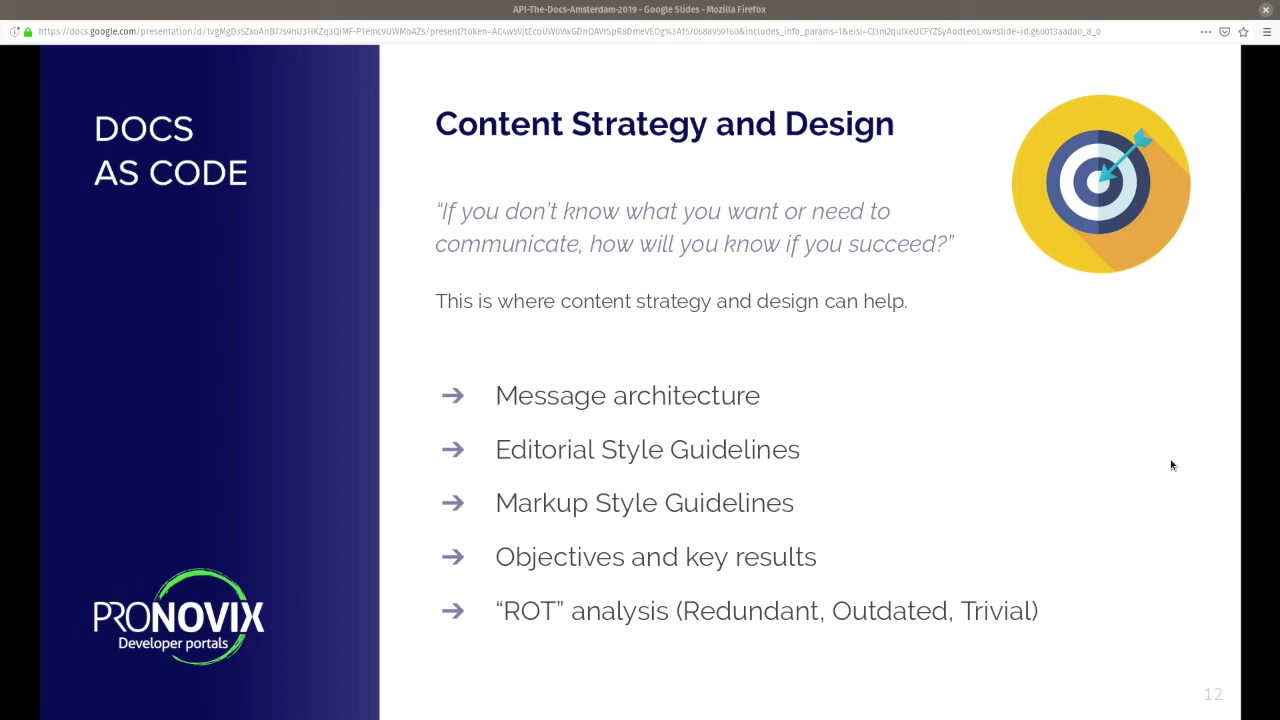 API-The-Docs-Amsterdam-2019 - Google Slides - Mozilla Firefox
DOCS
AS CODE
Content Strategy and Design
“If you don’t know what you want or need to
communicate, how will you know if you succeed?”
This is where content strategy and design can help.
➔ Message architecture
➔ Editorial Style Guidelines
➔ Markup Style Guidelines
➔ Objectives and key results
➔ “ROT” analysis (Redundant, Outdated, Trivial)
PRONOVIX
Developer portals
12